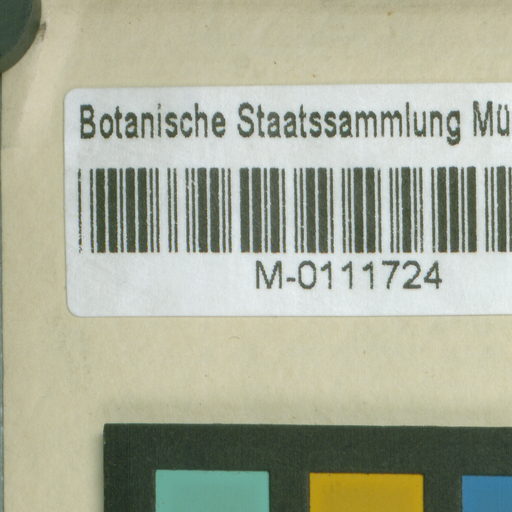 Botanische Staatssammlung Mü
M-0111724